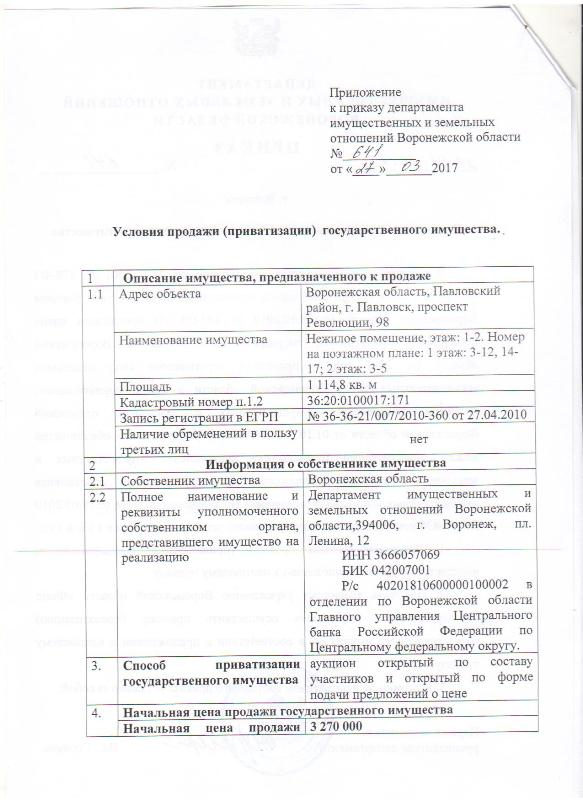 Приложение
к приказу департамента
имущественных и земельных
отношений Воронежской области
№ 641
от «27» 03 2017
Условия продажи (приватизации) государственного имущества.
1 Описание имущества, предназначенного к продаже
1.1 Адрес объекта Воронежская область, Павловский
район, г. Павловск, проспект
Революции, 98
Наименование имущества Нежилое помещение, этаж: 1-2. Номер
на поэтажном плане: 1 этаж: 3-12, 14-
17; 2 этаж: 3-5
Площадь 1 114,8 кв. м
Кадастровый номер п.1.2 36:20:0100017:171
Запись регистрации в ЕГРП № 36-36-21/007/2010-360 от 27.04.2010
Наличие обременений в пользу нет
третьих лиц
2 Информация о собственнике имущества
2.1 Собственник имущества Воронежская область
2.2 Полное наименование и Департамент имущественных и
реквизиты уполномоченного земельных отношений Воронежской
собственником органа, области,394006, г. Воронеж, пл.
представившего имущество на Ленина, 12
реализацию ИНН 3666057069
БИК 042007001
Р/с 40201810600000100002 в
отделении по Воронежской области
Главного управления Центрального
банка Российской Федерации по
Центральному федеральному округу.
3. Способ приватизации аукцион открытый по составу
государственного имущества участников и открытый по форме
подачи предложений о цене
4. Начальная цена продажи государственного имущества
Начальная цена продажи 3 270 000